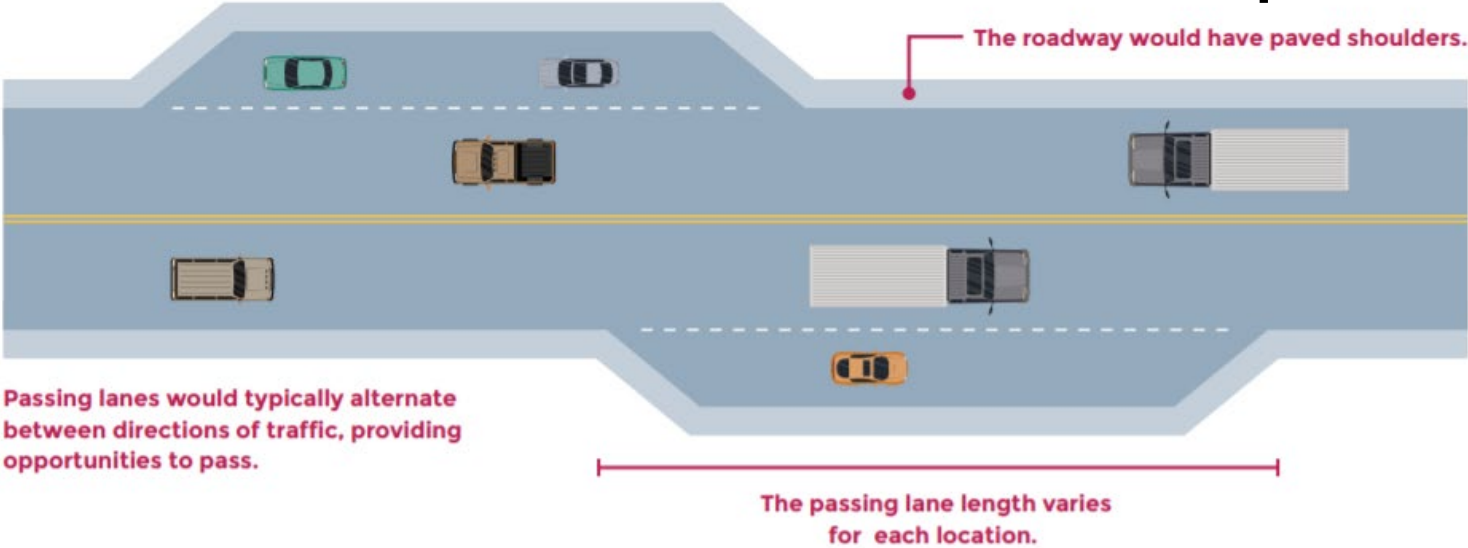 The roadway would have paved shoulders.
Passing lanes would typically alternate
between directions of traffic, providing
opportunities to pass.
The passing lane length varies
for each location.